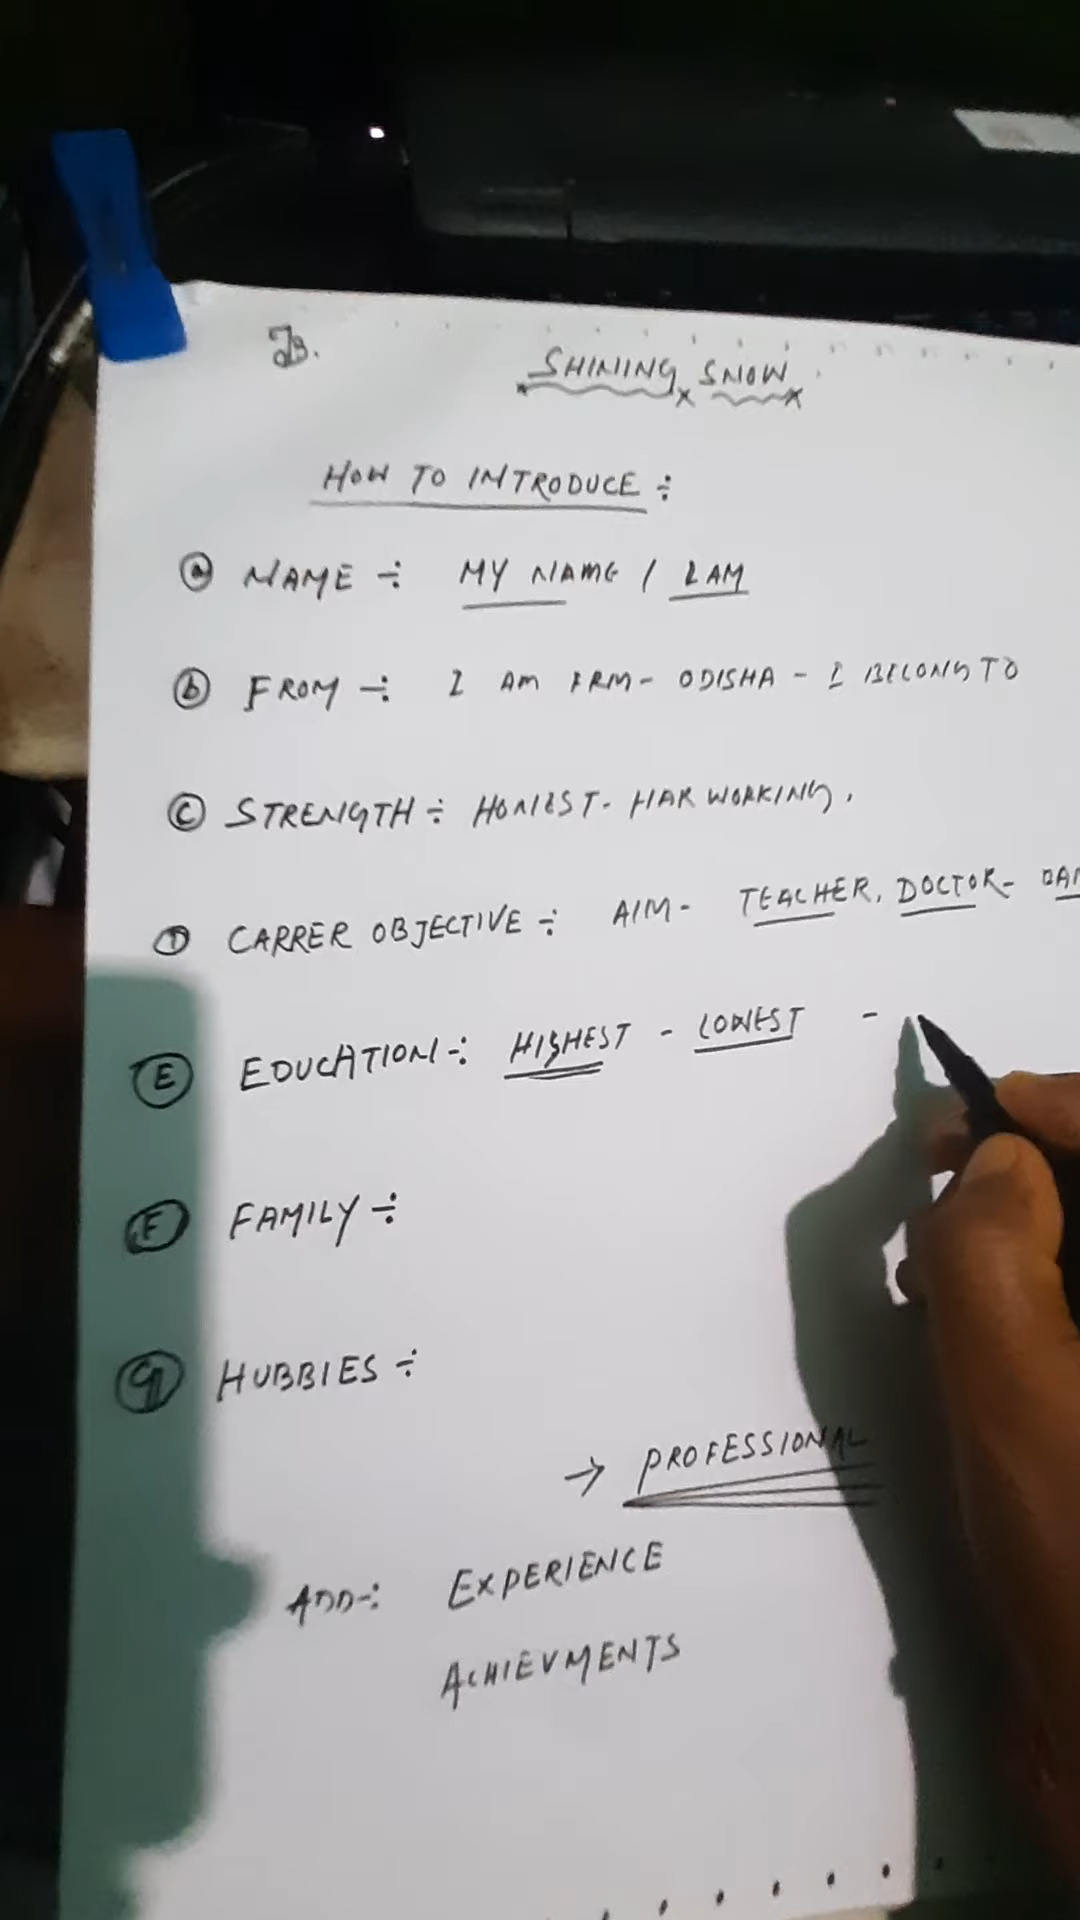 SHINING SNOW
HOW TO INTRODUCE ÷
(a) NAME ÷ MY NAME / I AM
(b) FROM ÷ I AM FRM - ODISHA - I BELONG TO
(C) STRENGTH ÷ HONEST - HAR WORKING,
(D) CARRER OBJECTIVE ÷ AIM - TEACHER, DOCTOR -
(E) EDUCATION ÷ HIGHEST - LOWEST -
(F) FAMILY ÷
(G) HUBBIES ÷
→ PROFESSIONAL
ADD ÷ EXPERIENCE
ACHIEVMENTS